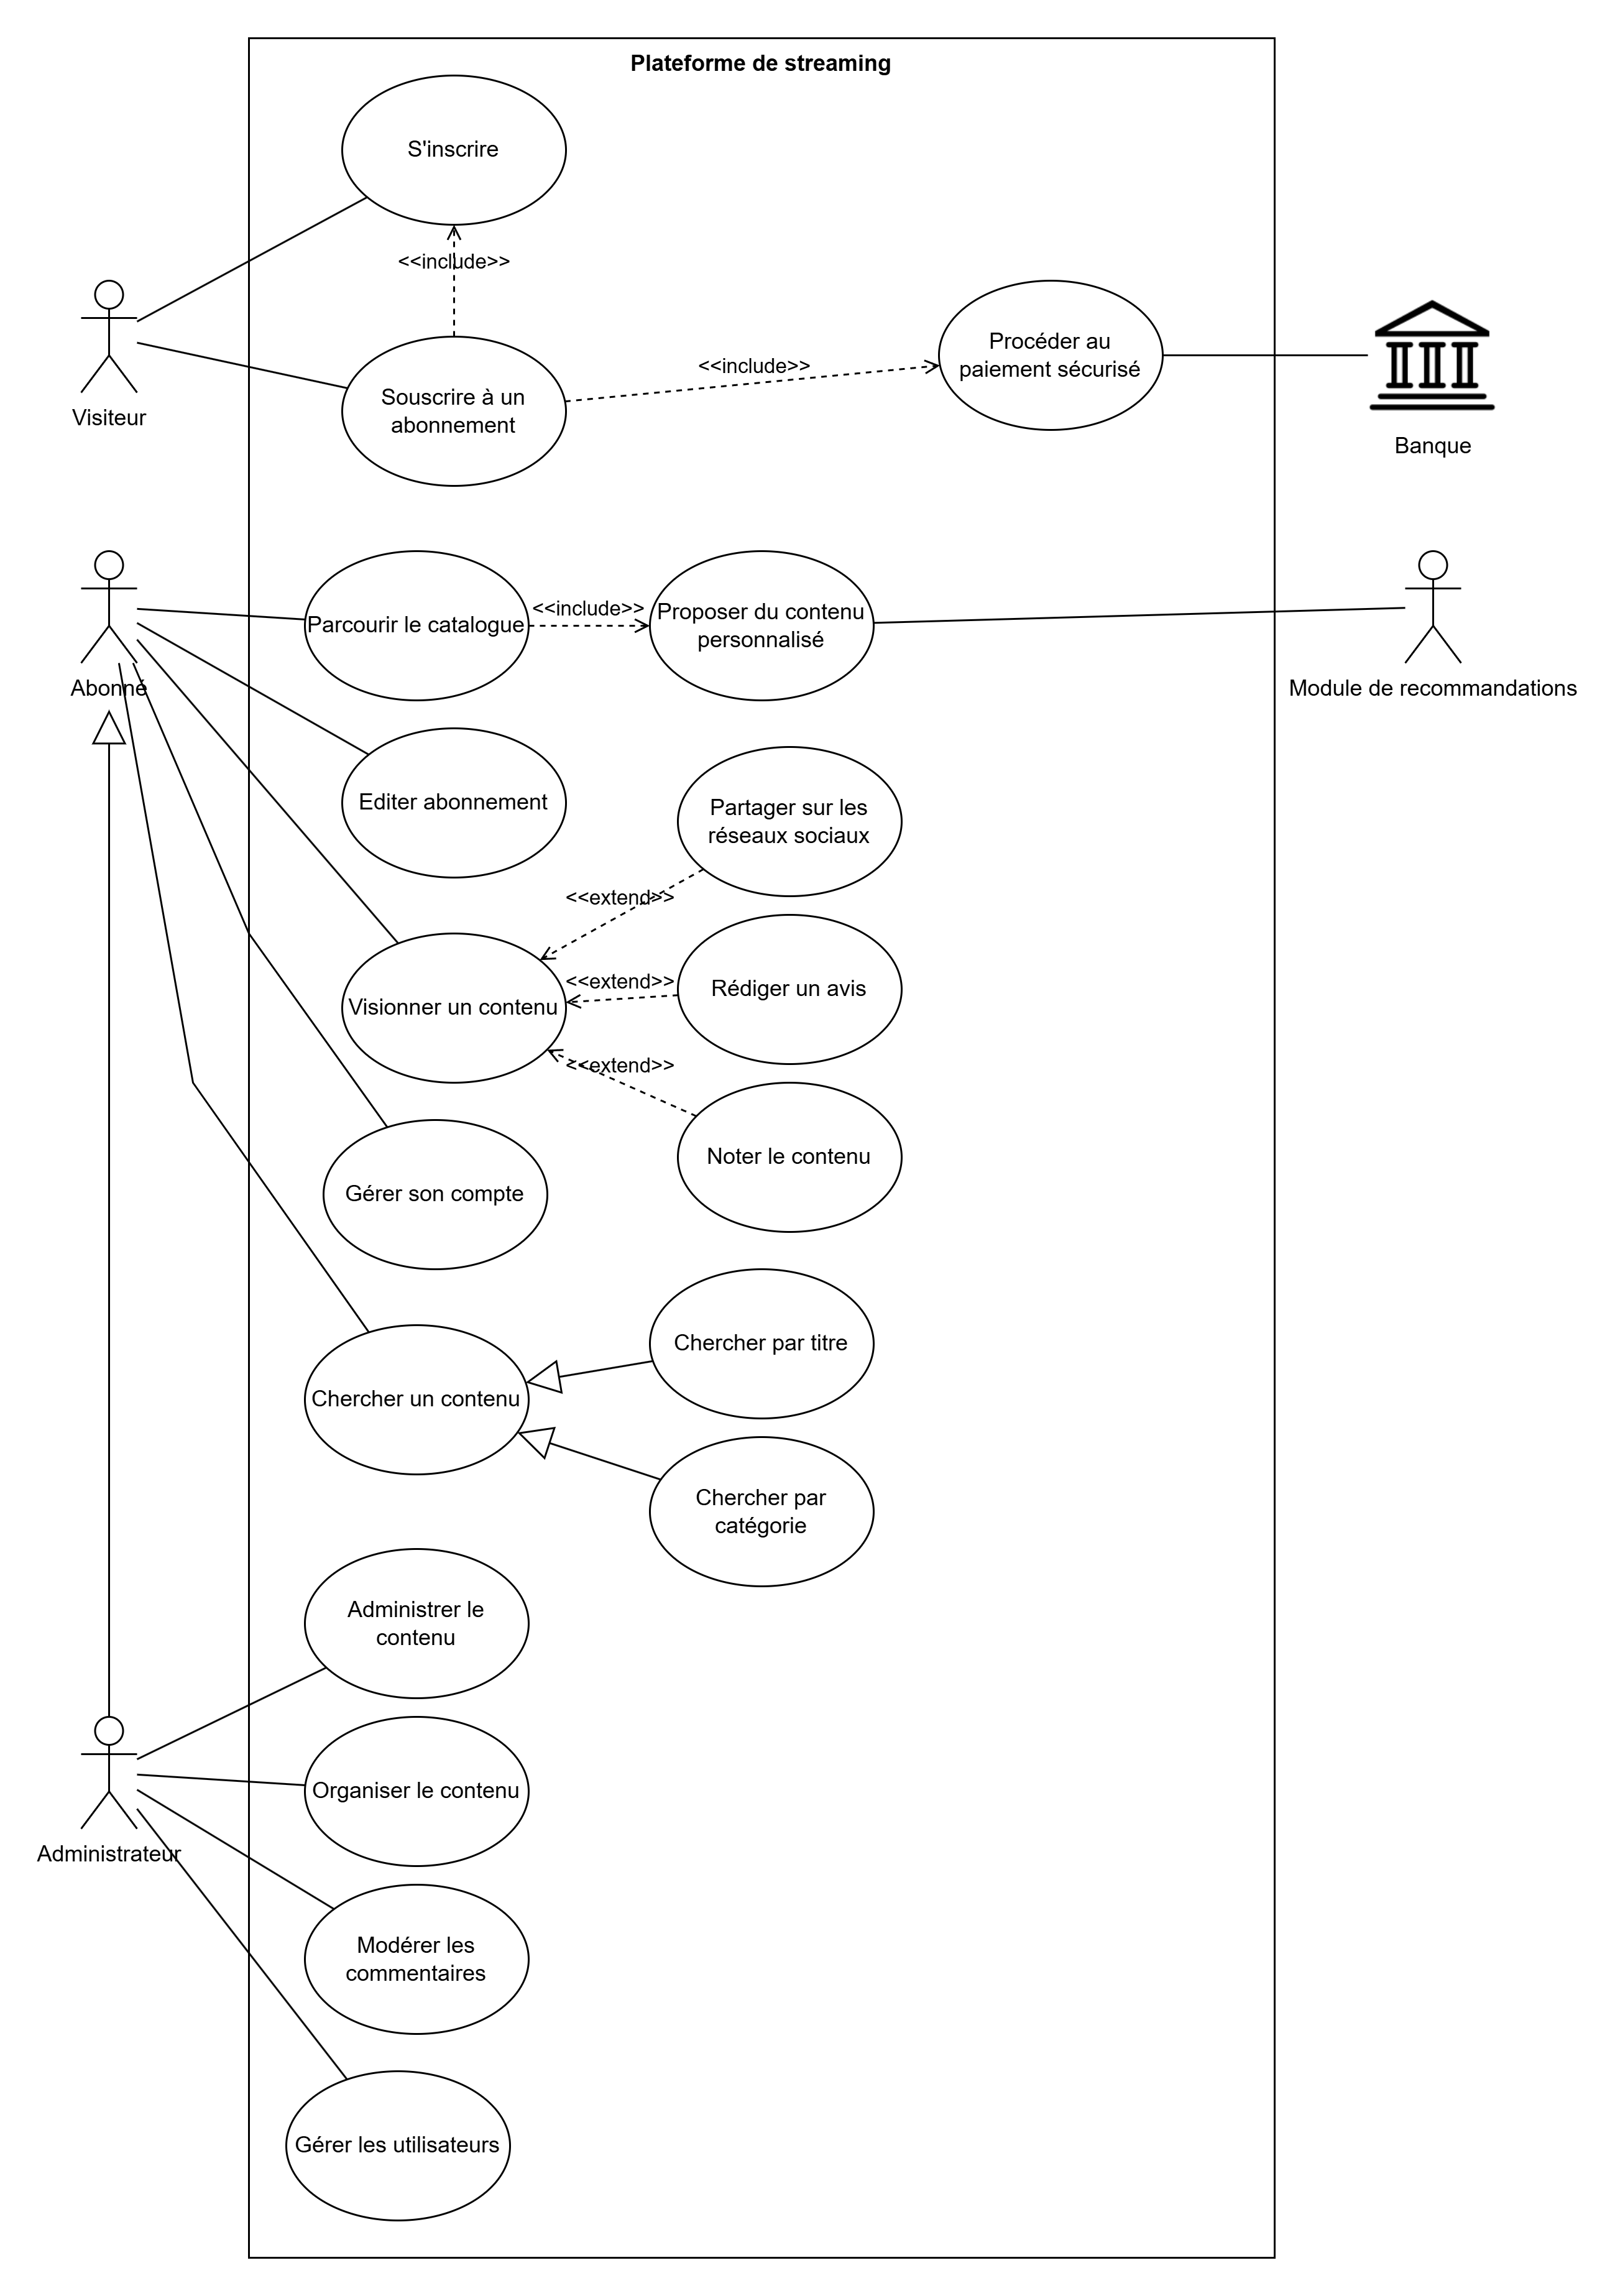 Plateforme de streaming
S'inscrire
<<include>>
Visiteur
Souscrire à un
abonnement
<<include>>
Procéder au
paiement sécurisé
Banque
Abonné
Parcourir le catalogue
<<include>>
Proposer du contenu
personnalisé
Module de recommandations
Editer abonnement
Partager sur les
réseaux sociaux
<<extend>>
Visionner un contenu
<<extend>>
Rédiger un avis
<<extend>>
Noter le contenu
Gérer son compte
Chercher par titre
Chercher un contenu
Chercher par
catégorie
Administrer le
contenu
Organiser le contenu
Administrateur
Modérer les
commentaires
Gérer les utilisateurs